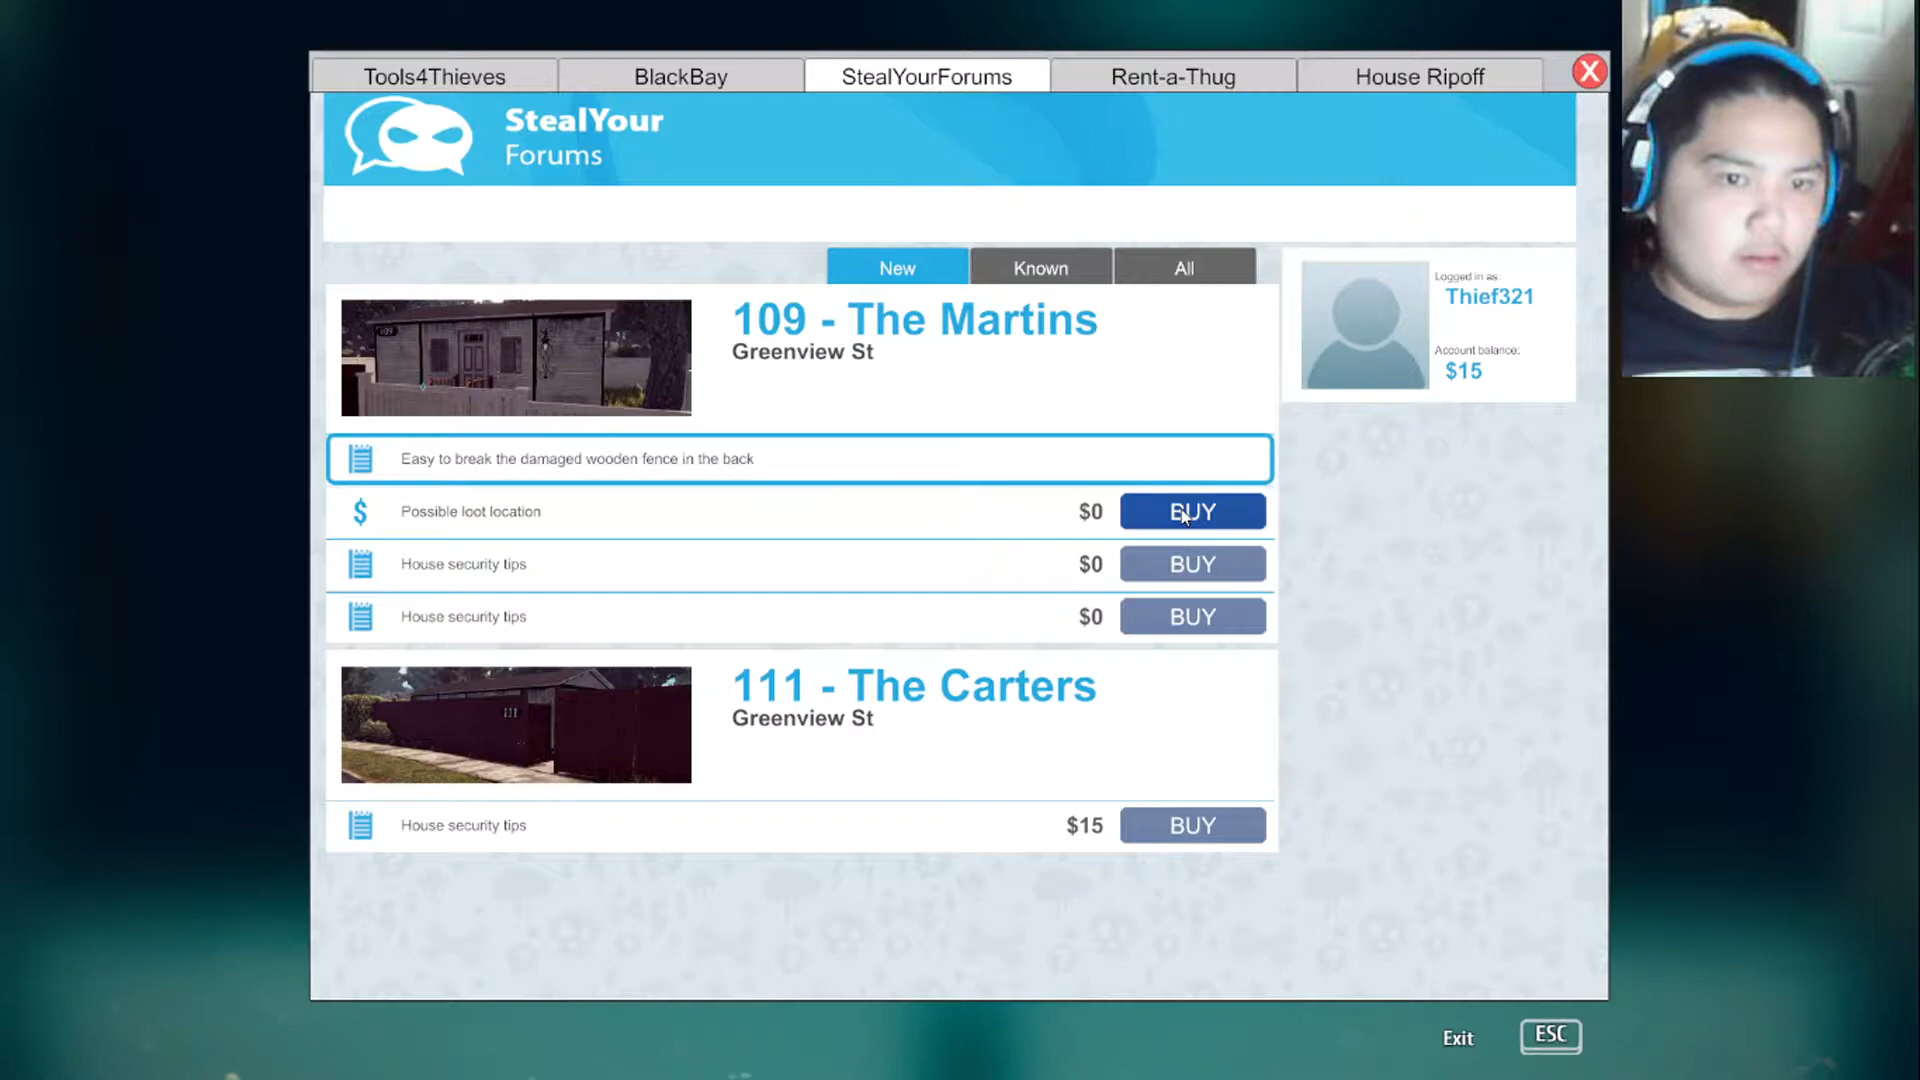 Tools4Thieves BlackBay StealYourForums Rent-a-Thug House Ripoff X
StealYour
Forums
New Known All
Logged in as:
Thief321
Account balance:
$15
109 - The Martins
Greenview St
109
Easy to break the damaged wooden fence in the back
$ Possible loot location $0 BUY
House security tips $0 BUY
House security tips $0 BUY
111 - The Carters
Greenview St
111
House security tips $15 BUY
Exit ESC